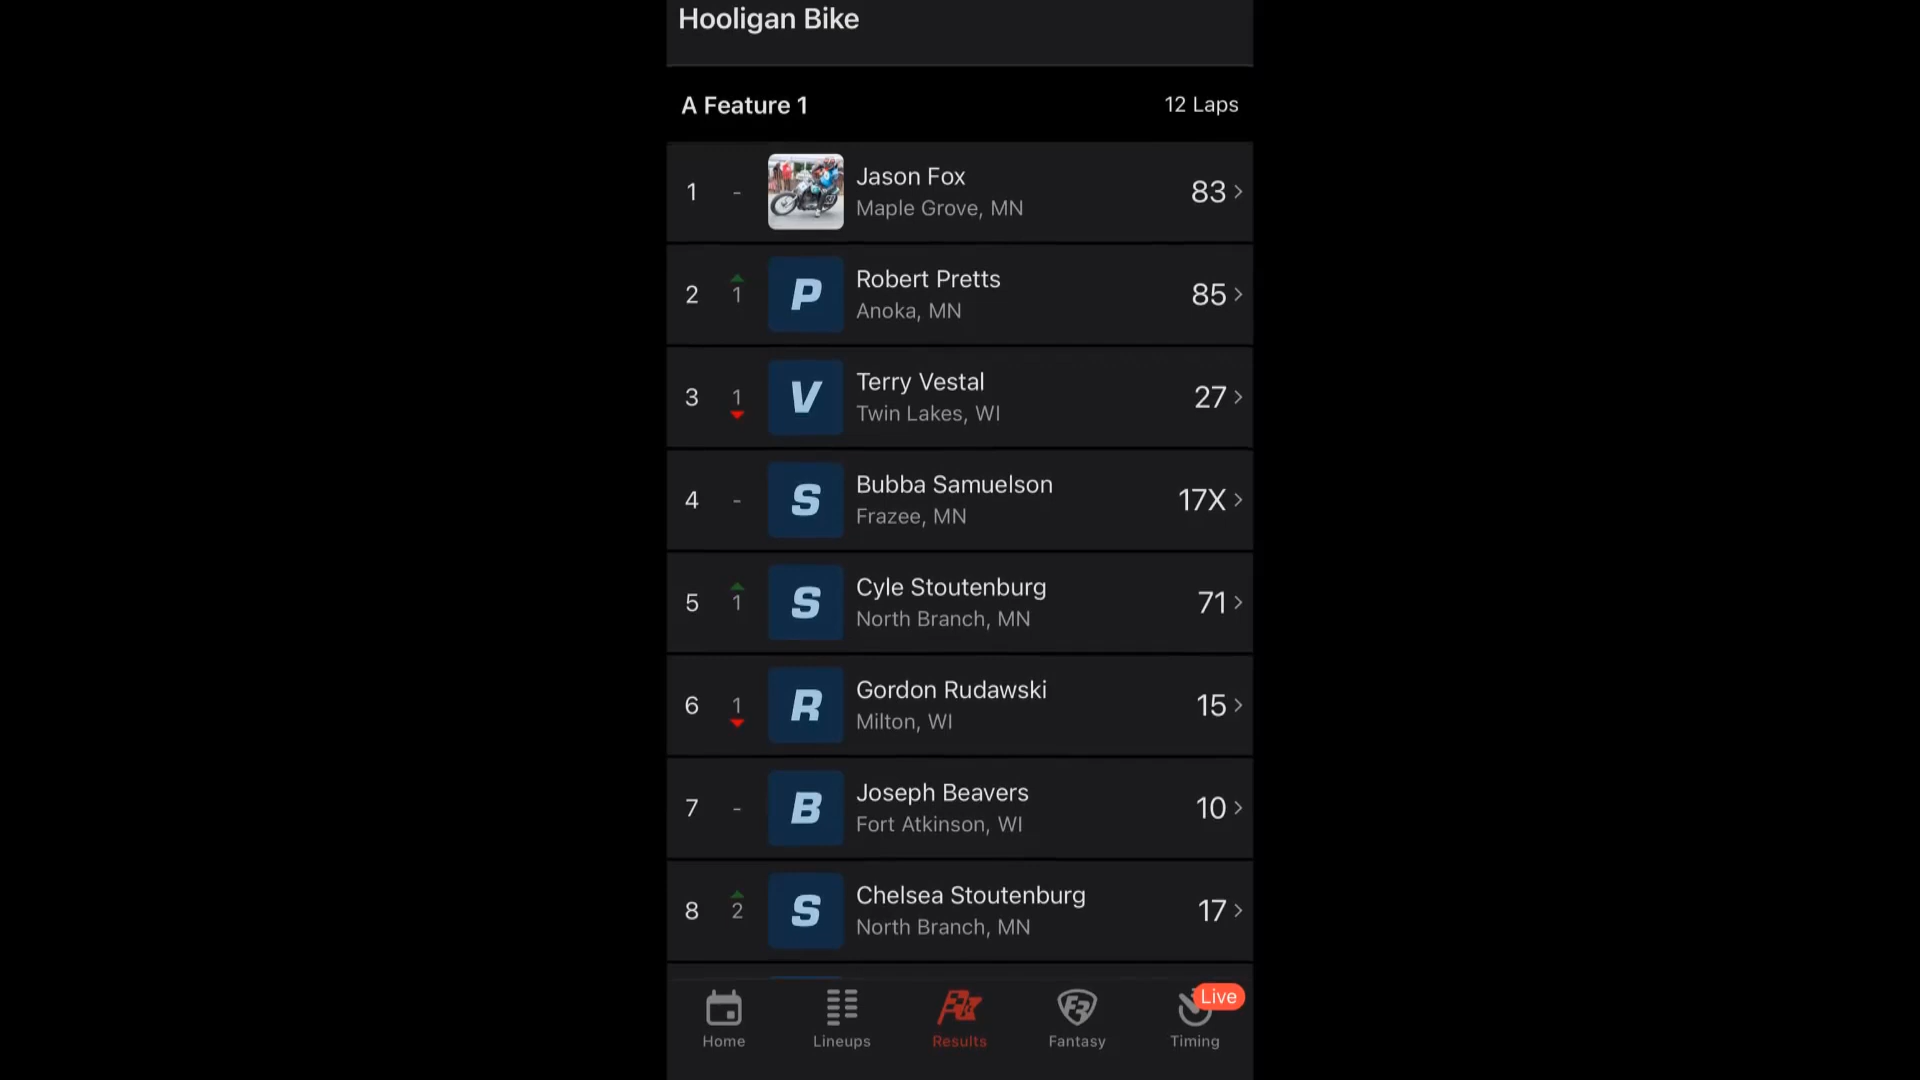 Hooligan Bike
A Feature 1 12 Laps
1 - Jason Fox 83
Maple Grove, MN
2 1 P Robert Pretts 85
Anoka, MN
3 1 V Terry Vestal 27
Twin Lakes, WI
4 - S Bubba Samuelson 17X
Frazee, MN
5 1 S Cyle Stoutenburg 71
North Branch, MN
6 1 R Gordon Rudawski 15
Milton, WI
7 - B Joseph Beavers 10
Fort Atkinson, WI
8 2 S Chelsea Stoutenburg 17
North Branch, MN
Live
Home Lineups Results Fantasy Timing